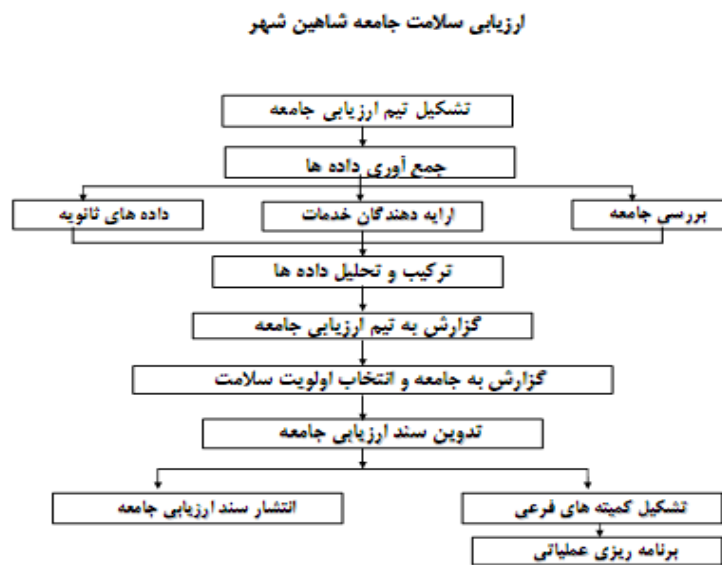 ارزیابی سلامت جامعه شاهین شهر
تشکیل تیم ارزیابی جامعه
جمع آوری داده ها
بررسی جامعه
ارایه دهندگان خدمات
داده های ثانویه
ترکیب و تحلیل داده ها
گزارش به تیم ارزیابی جامعه
گزارش به جامعه و انتخاب اولویت سلامت
تدوین سند ارزیابی جامعه
تشکیل کمیته های فرعی
انتشار سند ارزیابی جامعه
برنامه ریزی عملیاتی